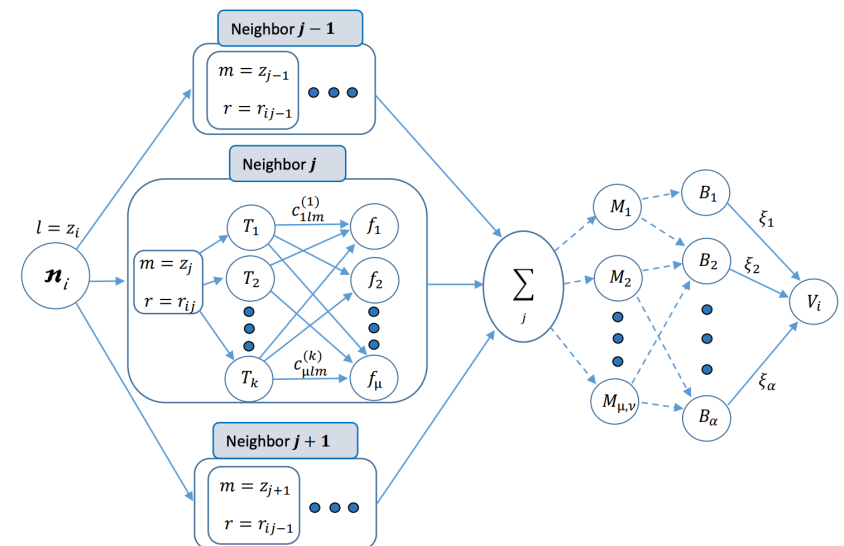 Neighbor j − 1
m = z_{j−1}
r = r_{ij−1}
Neighbor j
l = z_i
n_i
m = z_j
r = r_{ij}
T_1
T_2
T_k
c_{1lm}^{(1)}
c_{μlm}^{(k)}
f_1
f_2
f_μ
Neighbor j + 1
m = z_{j+1}
r = r_{ij−1}
∑
j
M_1
M_2
M_{μ,ν}
B_1
B_2
B_α
ξ_1
ξ_2
ξ_α
V_i